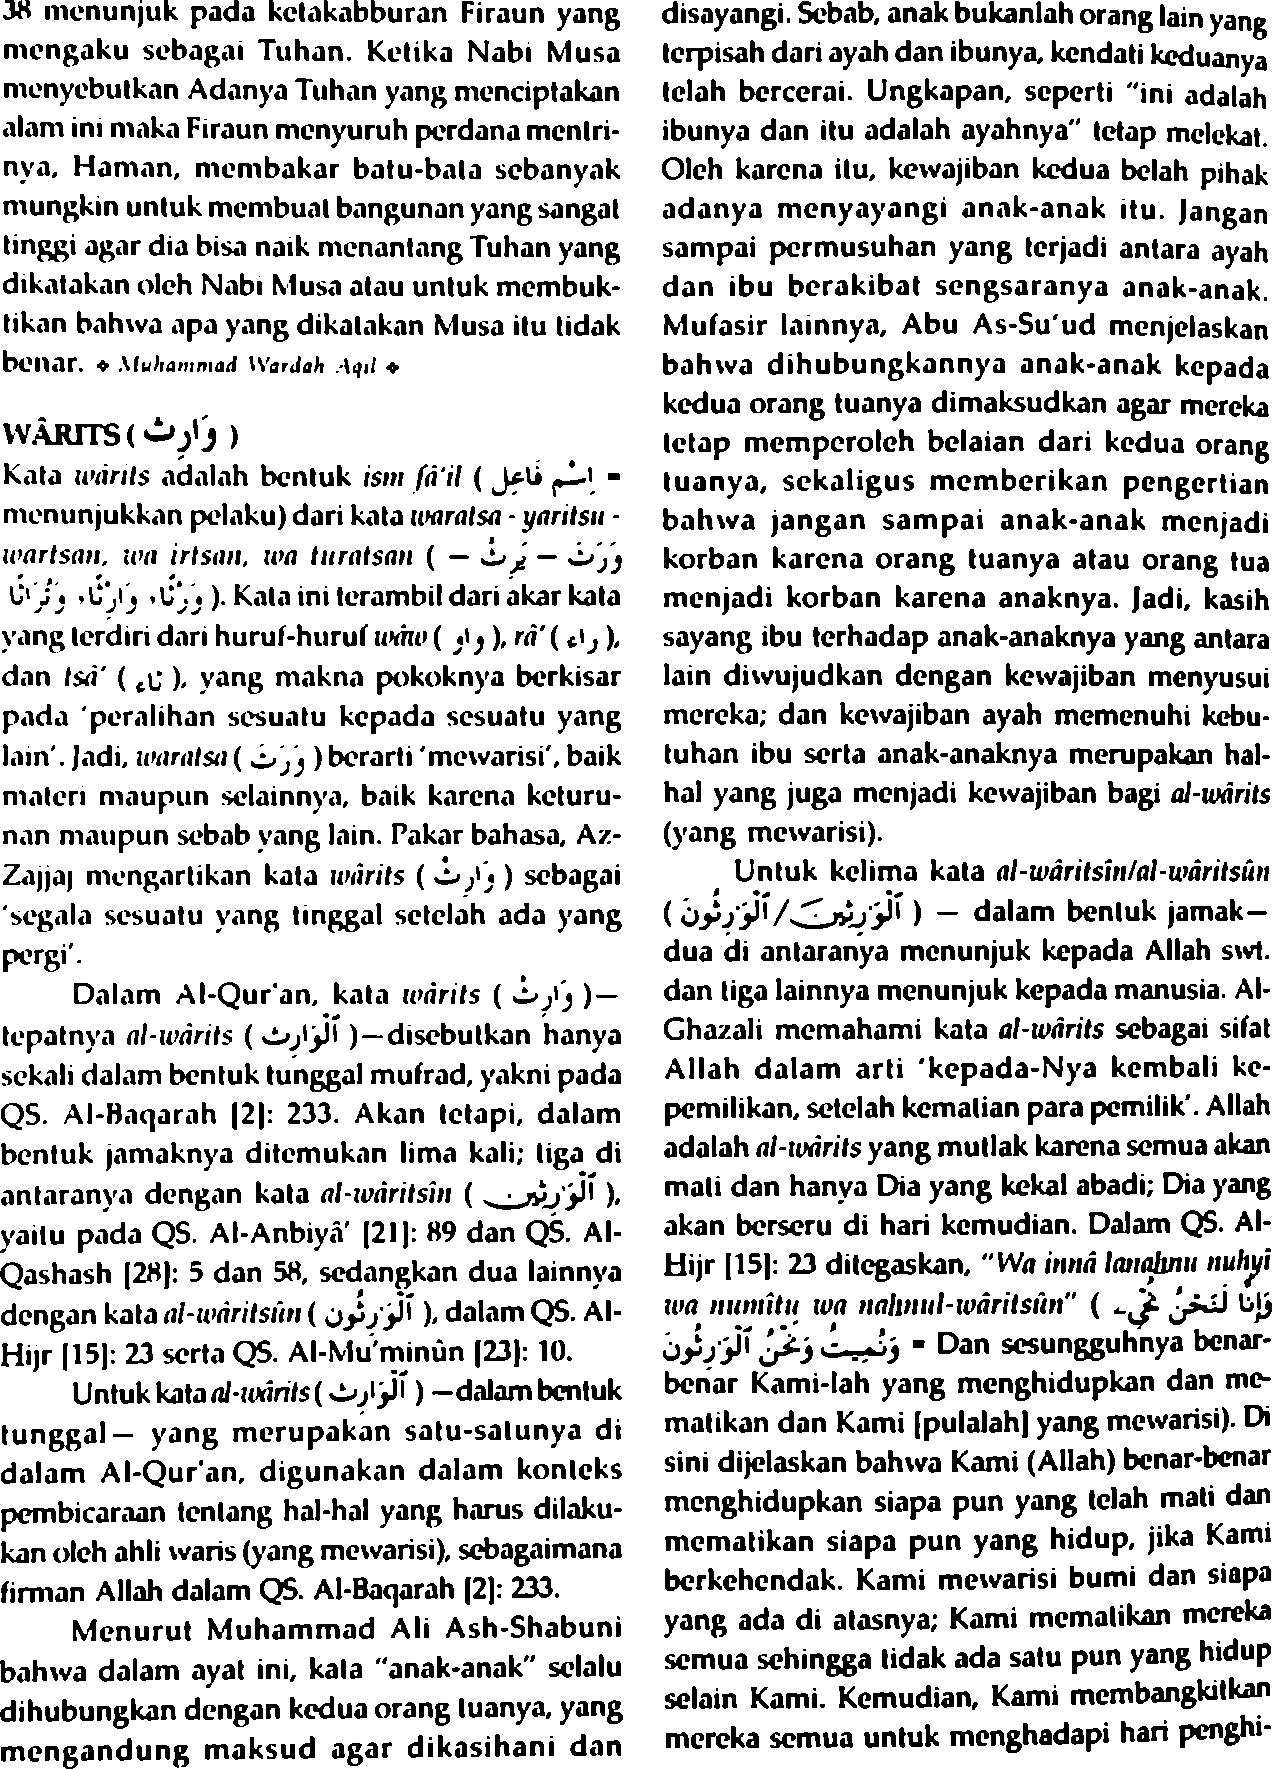 38 menunjuk pada ketakabburan Firaun yang
mengaku sebagai Tuhan. Ketika Nabi Musa
menyebutkan Adanya Tuhan yang menciptakan
alam ini maka Firaun menyuruh perdana mentri-
nya, Haman, membakar batu-bata sebanyak
mungkin untuk membuat bangunan yang sangat
tinggi agar dia bisa naik menantang Tuhan yang
dikatakan oleh Nabi Musa atau untuk membuk-
tikan bahwa apa yang dikatakan Musa itu tidak
benar. ⬥ Muhammad Wardah Aqil ⬥
WÂRITS ( وَارِث )
Kata wârits adalah bentuk ism fâ'il ( إِسْم فَاعِل =
menunjukkan pelaku) dari kata waratsa - yaritsu -
wartsan, wa irtsan, wa turatsan ( وَرَثَ – يَرِثُ –
وَرْثًا، وَارِثًا، وَتُرَاثًا ). Kata ini terambil dari akar kata
yang terdiri dari huruf-huruf wâw ( واو ), râ' ( راء ),
dan tsâ' ( ثاء ), yang makna pokoknya berkisar
pada 'peralihan sesuatu kepada sesuatu yang
lain'. Jadi, waratsa ( وَرَثَ ) berarti 'mewarisi', baik
materi maupun selainnya, baik karena keturu-
nan maupun sebab yang lain. Pakar bahasa, Az-
Zajjaj mengartikan kata wârits ( وَارِثُ ) sebagai
'segala sesuatu yang tinggal setelah ada yang
pergi'.
Dalam Al-Qur'an, kata wârits ( وَارِثُ )—
tepatnya al-wârits ( اَلْوَارِث )—disebutkan hanya
sekali dalam bentuk tunggal mufrad, yakni pada
QS. Al-Baqarah [2]: 233. Akan tetapi, dalam
bentuk jamaknya ditemukan lima kali; tiga di
antaranya dengan kata al-wâritsîn ( اَلْوَرِثِين ),
yaitu pada QS. Al-Anbiyâ' [21]: 89 dan QS. Al-
Qashash [28]: 5 dan 58, sedangkan dua lainnya
dengan kata al-wâritsûn ( اَلْوَرِثُون ), dalam QS. Al-
Hijr [15]: 23 serta QS. Al-Mu'minûn [23]: 10.
Untuk kata al-wârits ( اَلْوَارِث ) —dalam bentuk
tunggal— yang merupakan satu-satunya di
dalam Al-Qur'an, digunakan dalam konteks
pembicaraan tentang hal-hal yang harus dilaku-
kan oleh ahli waris (yang mewarisi), sebagaimana
firman Allah dalam QS. Al-Baqarah [2]: 233.
Menurut Muhammad Ali Ash-Shabuni
bahwa dalam ayat ini, kata "anak-anak" selalu
dihubungkan dengan kedua orang tuanya, yang
mengandung maksud agar dikasihani dan
disayangi. Sebab, anak bukanlah orang lain yang
terpisah dari ayah dan ibunya, kendati keduanya
telah bercerai. Ungkapan, seperti "ini adalah
ibunya dan itu adalah ayahnya" tetap melekat.
Oleh karena itu, kewajiban kedua belah pihak
adanya menyayangi anak-anak itu. Jangan
sampai permusuhan yang terjadi antara ayah
dan ibu berakibat sengsaranya anak-anak.
Mufasir lainnya, Abu As-Su'ud menjelaskan
bahwa dihubungkannya anak-anak kepada
kedua orang tuanya dimaksudkan agar mereka
tetap memperoleh belaian dari kedua orang
tuanya, sekaligus memberikan pengertian
bahwa jangan sampai anak-anak menjadi
korban karena orang tuanya atau orang tua
menjadi korban karena anaknya. Jadi, kasih
sayang ibu terhadap anak-anaknya yang antara
lain diwujudkan dengan kewajiban menyusui
mereka; dan kewajiban ayah memenuhi kebu-
tuhan ibu serta anak-anaknya merupakan hal-
hal yang juga menjadi kewajiban bagi al-wârits
(yang mewarisi).
Untuk kelima kata al-wâritsîn/al-wâritsûn
( اَلْوَرِثِينَ/اَلْوَرِثُونَ ) — dalam bentuk jamak—
dua di antaranya menunjuk kepada Allah swt.
dan tiga lainnya menunjuk kepada manusia. Al-
Ghazali memahami kata al-wârits sebagai sifat
Allah dalam arti 'kepada-Nya kembali ke-
pemilikan, setelah kematian para pemilik'. Allah
adalah al-wârits yang mutlak karena semua akan
mati dan hanya Dia yang kekal abadi; Dia yang
akan berseru di hari kemudian. Dalam QS. Al-
Hijr [15]: 23 ditegaskan, "Wa innâ lanaḥnu nuḥyî
wa numîtu wa nahnul-wâritsûn" ( وَإِنَّا لَنَحْنُ نُحْيِي
وَنُمِيتُ وَنَحْنُ اَلْوَرِثُونَ = Dan sesungguhnya benar-
benar Kami-lah yang menghidupkan dan me-
matikan dan Kami [pulalah] yang mewarisi). Di
sini dijelaskan bahwa Kami (Allah) benar-benar
menghidupkan siapa pun yang telah mati dan
mematikan siapa pun yang hidup, jika Kami
berkehendak. Kami mewarisi bumi dan siapa
yang ada di atasnya; Kami mematikan mereka
semua sehingga tidak ada satu pun yang hidup
selain Kami. Kemudian, Kami membangkitkan
mereka semua untuk menghadapi hari penghi-